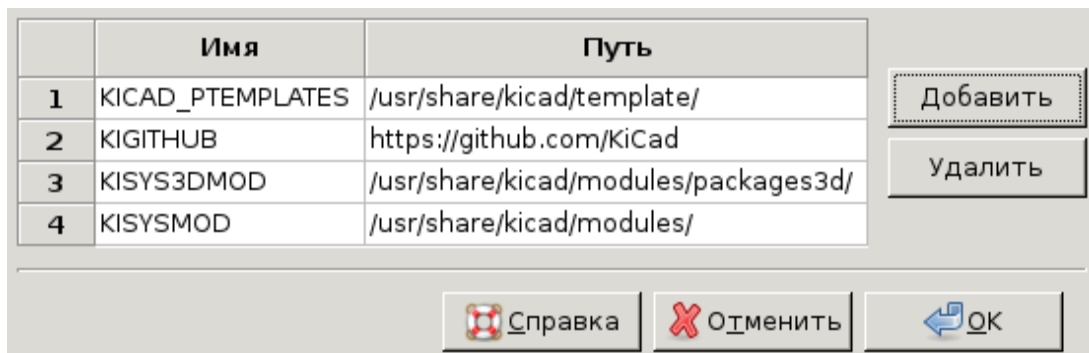 Имя Путь
1 KICAD_PTEMPLATES /usr/share/kicad/template/
2 KIGITHUB https://github.com/KiCad
3 KISYS3DMOD /usr/share/kicad/modules/packages3d/
4 KISYSMOD /usr/share/kicad/modules/
Добавить
Удалить
Справка Отменить OK